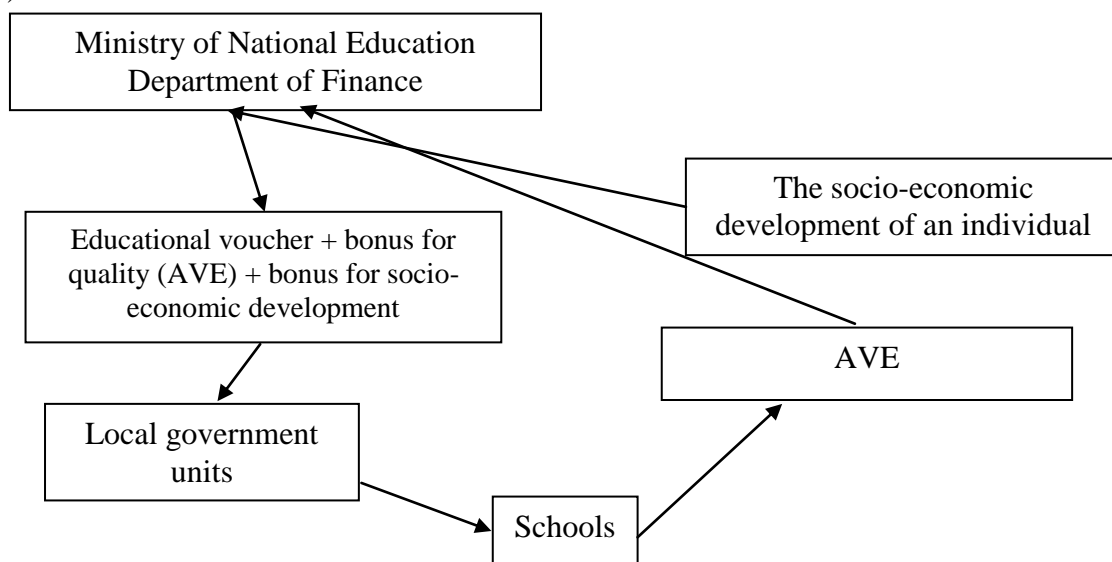 )
Ministry of National Education
Department of Finance
The socio-economic
development of an individual
Educational voucher + bonus for
quality (AVE) + bonus for socio-
economic development
AVE
Local government
units
Schools